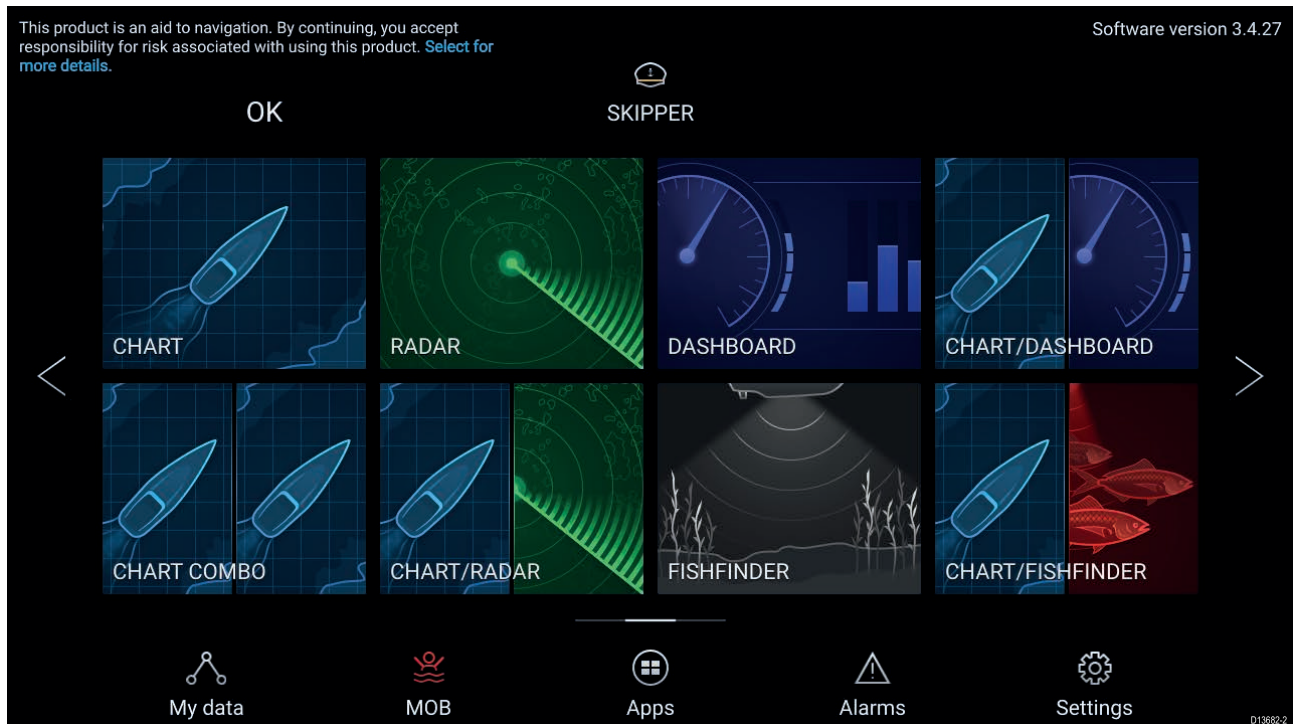 This product is an aid to navigation. By continuing, you accept
responsibility for risk associated with using this product. Select for
more details.
Software version 3.4.27
OK
SKIPPER
CHART
RADAR
DASHBOARD
CHART/DASHBOARD
CHART COMBO
CHART/RADAR
FISHFINDER
CHART/FISHFINDER
My data
MOB
Apps
Alarms
Settings
D13682-2